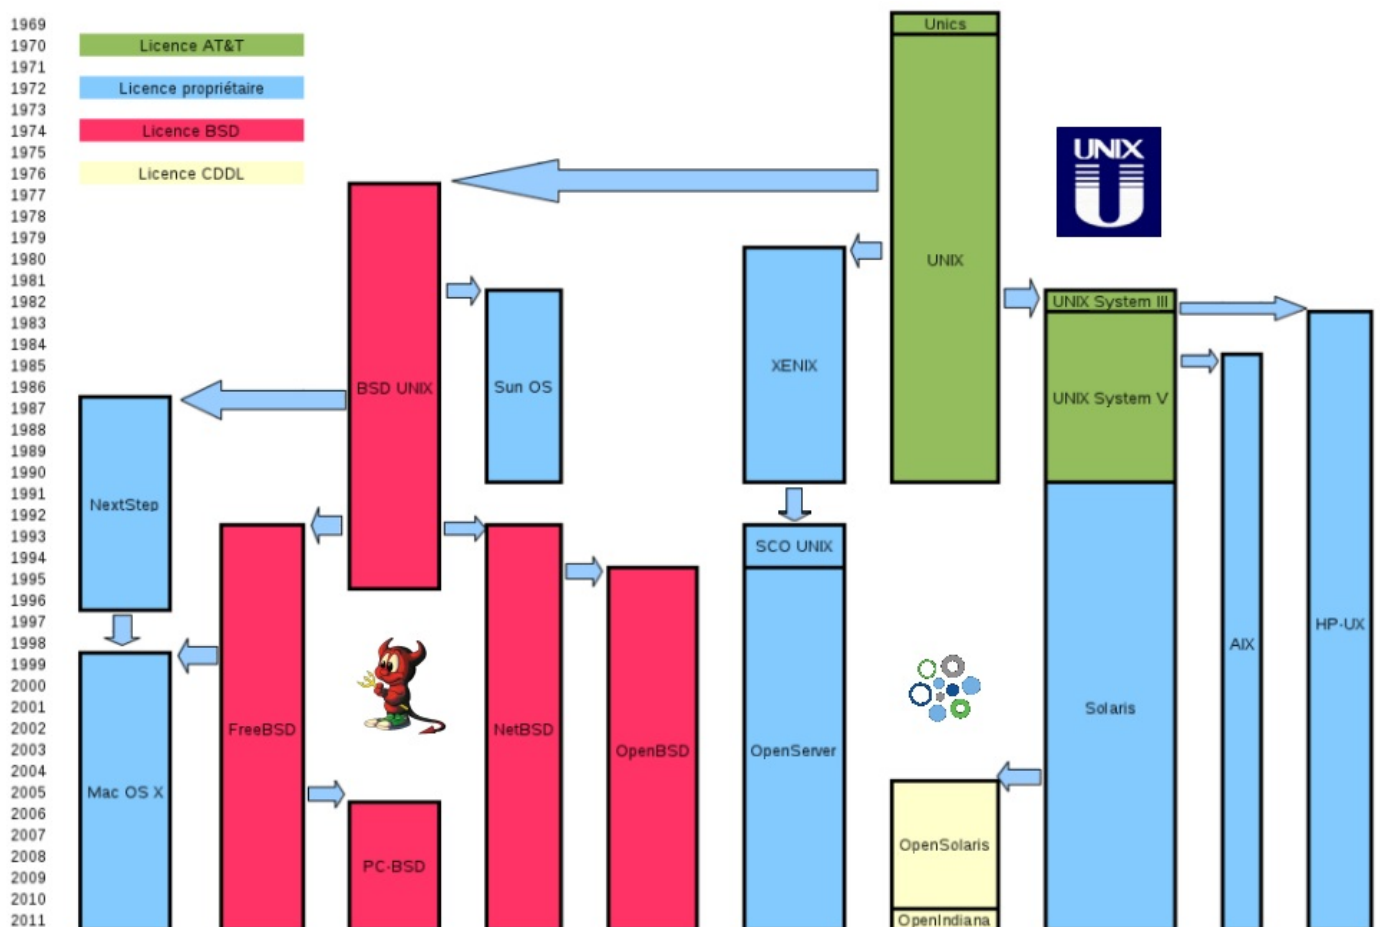 1969
1970
1971
1972
1973
1974
1975
1976
1977
1978
1979
1980
1981
1982
1983
1984
1985
1986
1987
1988
1989
1990
1991
1992
1993
1994
1995
1996
1997
1998
1999
2000
2001
2002
2003
2004
2005
2006
2007
2008
2009
2010
2011
Licence AT&T
Licence propriétaire
Licence BSD
Licence CDDL
Unics
UNIX
UNIX
UNIX System III
XENIX
BSD UNIX
Sun OS
UNIX System V
NextStep
SCO UNIX
HP-UX
AIX
Solaris
FreeBSD
NetBSD
OpenBSD
OpenServer
Mac OS X
OpenSolaris
PC-BSD
OpenIndiana